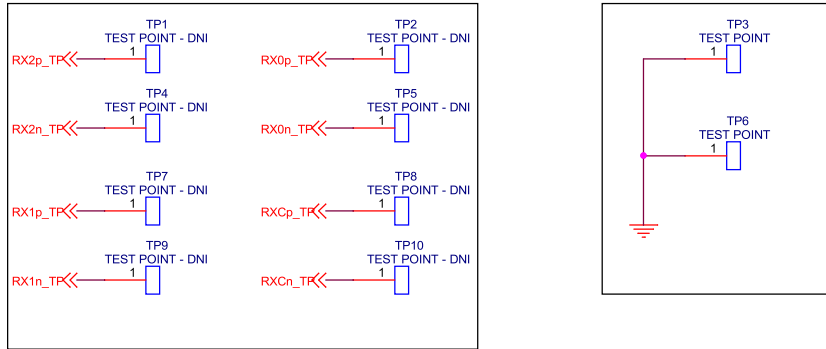 TP1
TEST POINT - DNI
RX2p_TP
1
TP2
TEST POINT - DNI
RX0p_TP
1
TP3
TEST POINT
1
TP4
TEST POINT - DNI
RX2n_TP
1
TP5
TEST POINT - DNI
RX0n_TP
1
TP6
TEST POINT
1
TP7
TEST POINT - DNI
RX1p_TP
1
TP8
TEST POINT - DNI
RXCp_TP
1
TP9
TEST POINT - DNI
RX1n_TP
1
TP10
TEST POINT - DNI
RXCn_TP
1